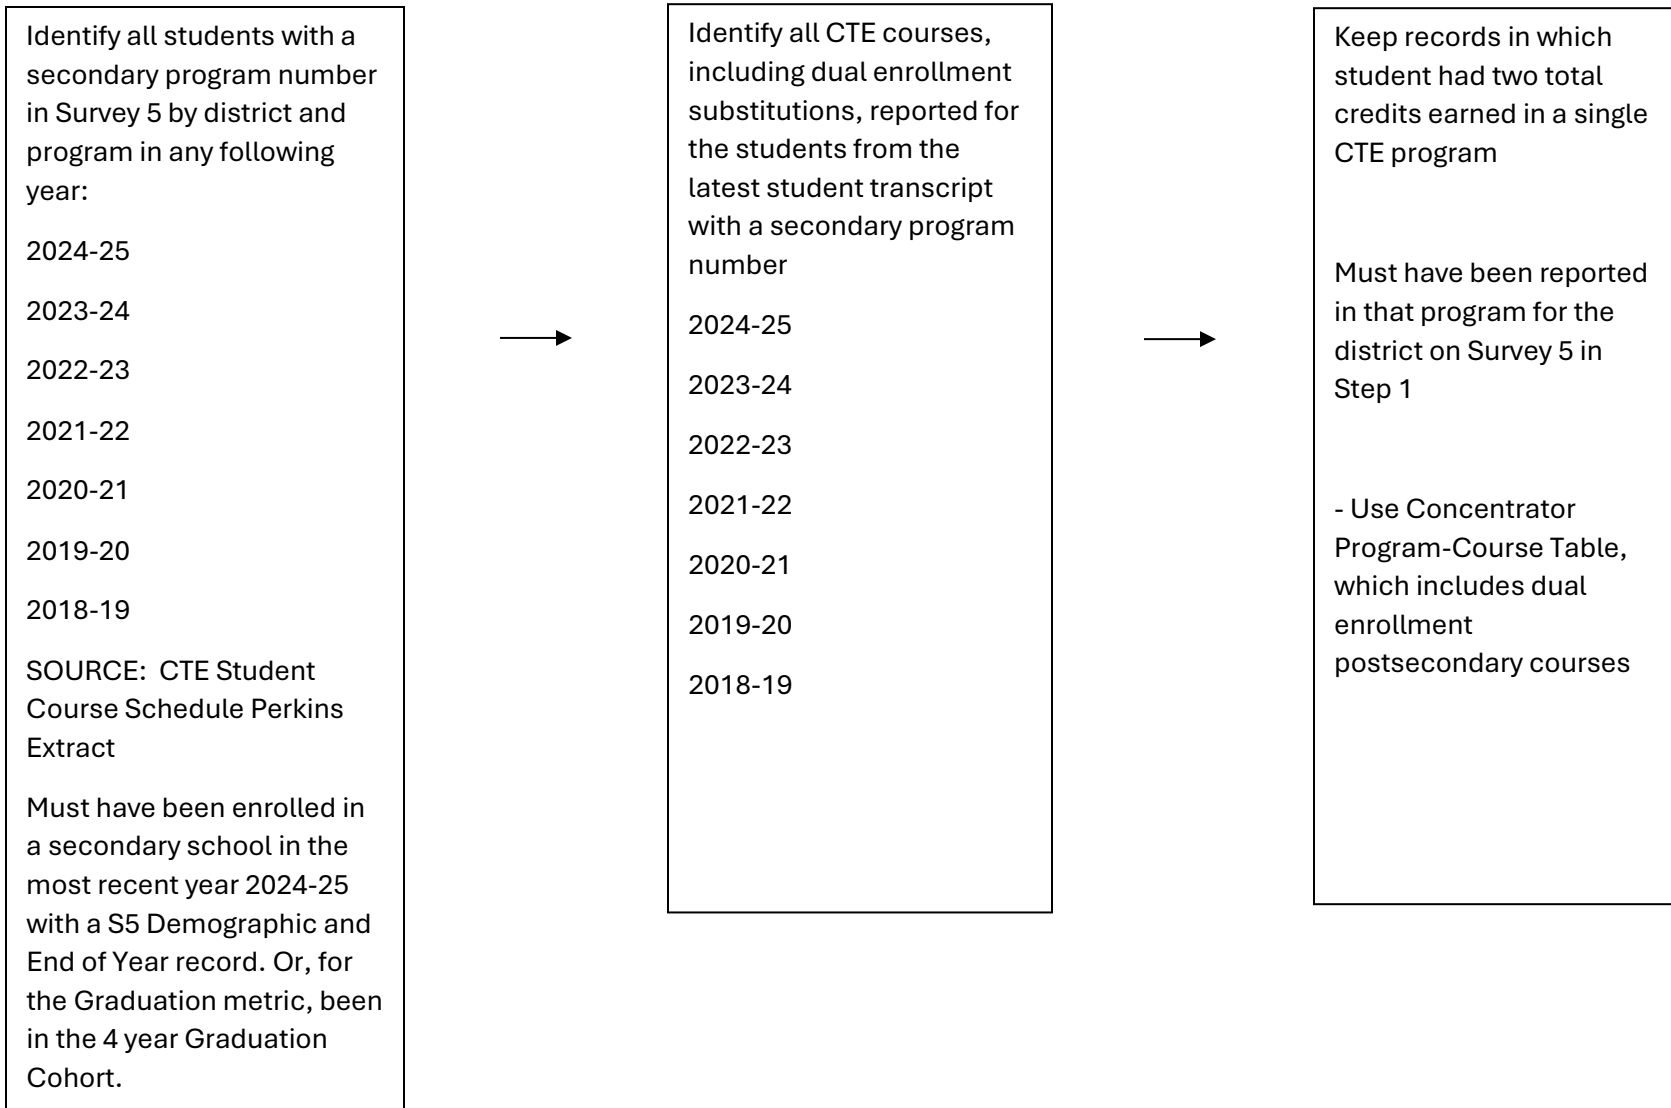 Identify all students with a
secondary program number
in Survey 5 by district and
program in any following
year:
2024-25
2023-24
2022-23
2021-22
2020-21
2019-20
2018-19
SOURCE:  CTE Student
Course Schedule Perkins
Extract
Must have been enrolled in
a secondary school in the
most recent year 2024-25
with a S5 Demographic and
End of Year record. Or, for
the Graduation metric, been
in the 4 year Graduation
Cohort.
Identify all CTE courses,
including dual enrollment
substitutions, reported for
the students from the
latest student transcript
with a secondary program
number
2024-25
2023-24
2022-23
2021-22
2020-21
2019-20
2018-19
Keep records in which
student had two total
credits earned in a single
CTE program
Must have been reported
in that program for the
district on Survey 5 in
Step 1
- Use Concentrator
Program-Course Table,
which includes dual
enrollment
postsecondary courses